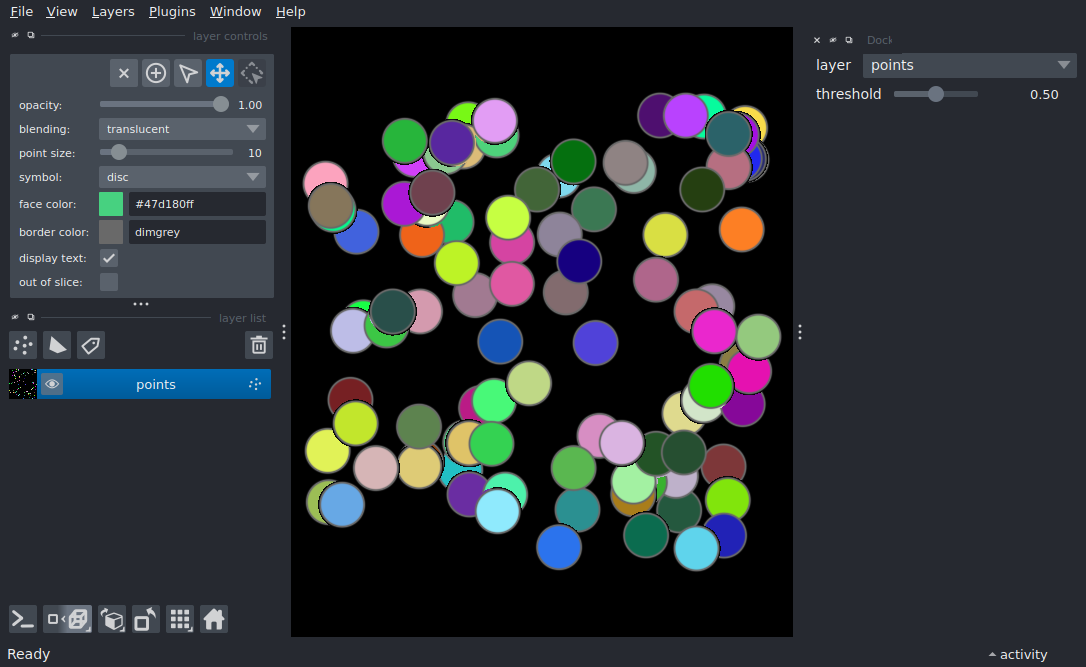 File View Layers Plugins Window Help
layer controls
opacity: 1.00
blending: translucent
point size: 10
symbol: disc
face color: #47d180ff
border color: dimgrey
display text:
out of slice:
layer list
points
Ready
Dock
layer points
threshold 0.50
activity